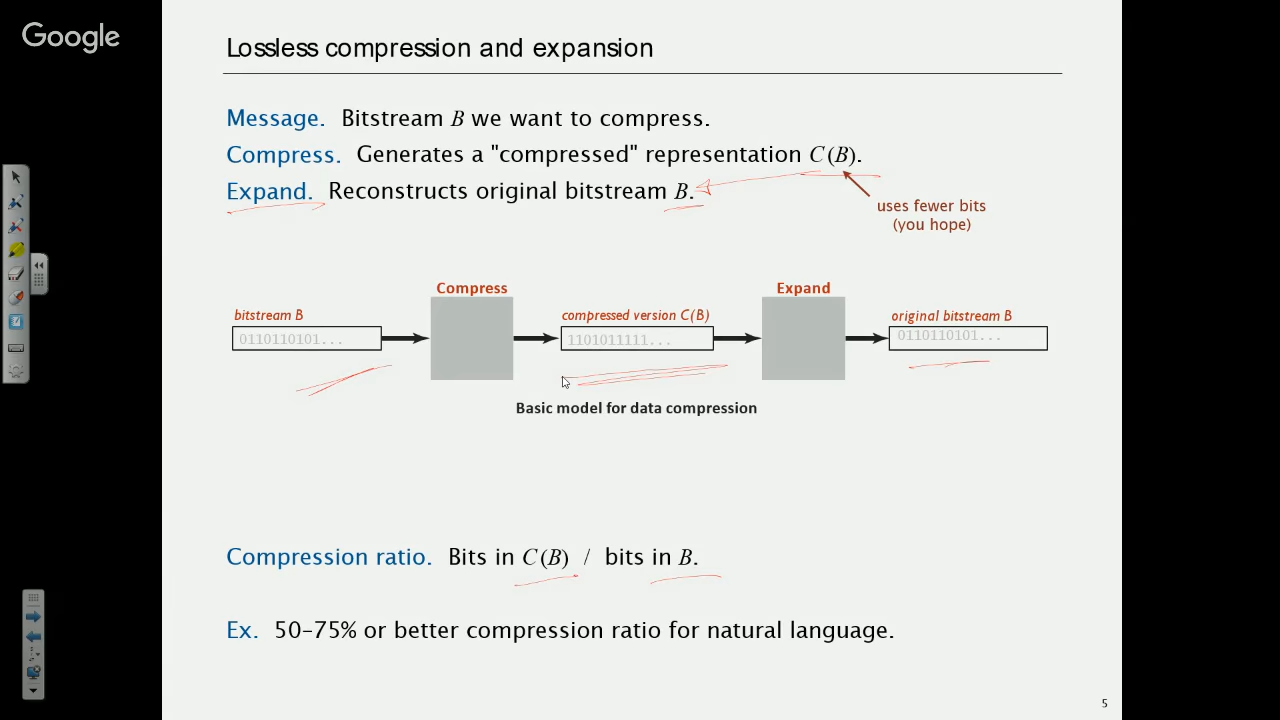 Google
Lossless compression and expansion
Message. Bitstream B we want to compress.
Compress. Generates a "compressed" representation C (B).
Expand. Reconstructs original bitstream B.
uses fewer bits
(you hope)
Compress
Expand
bitstream B
compressed version C(B)
original bitstream B
0110110101...
1101011111...
0110110101...
Basic model for data compression
Compression ratio. Bits in C (B) / bits in B.
Ex. 50–75% or better compression ratio for natural language.
5